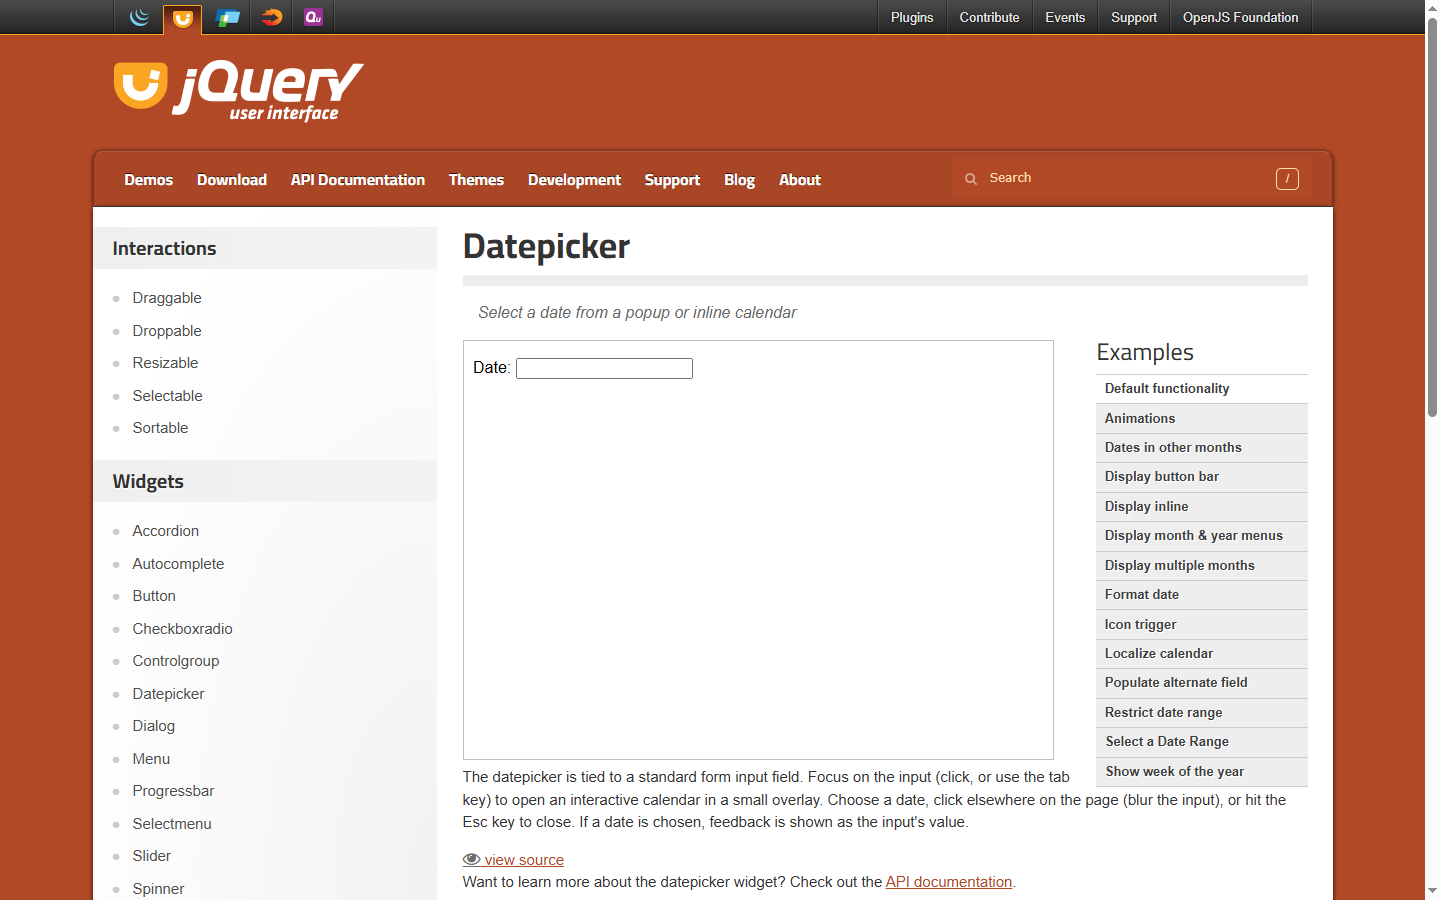 Plugins
Contribute
Events
Support
OpenJS Foundation
jQuery
user interface
Demos
Download
API Documentation
Themes
Development
Support
Blog
About
Search
/
Interactions
Draggable
Droppable
Resizable
Selectable
Sortable
Widgets
Accordion
Autocomplete
Button
Checkboxradio
Controlgroup
Datepicker
Dialog
Menu
Progressbar
Selectmenu
Slider
Spinner
Datepicker
Select a date from a popup or inline calendar
Date:
Examples
Default functionality
Animations
Dates in other months
Display button bar
Display inline
Display month & year menus
Display multiple months
Format date
Icon trigger
Localize calendar
Populate alternate field
Restrict date range
Select a Date Range
Show week of the year
The datepicker is tied to a standard form input field. Focus on the input (click, or use the tab
key) to open an interactive calendar in a small overlay. Choose a date, click elsewhere on the page (blur the input), or hit the
Esc key to close. If a date is chosen, feedback is shown as the input's value.
view source
Want to learn more about the datepicker widget? Check out the API documentation.